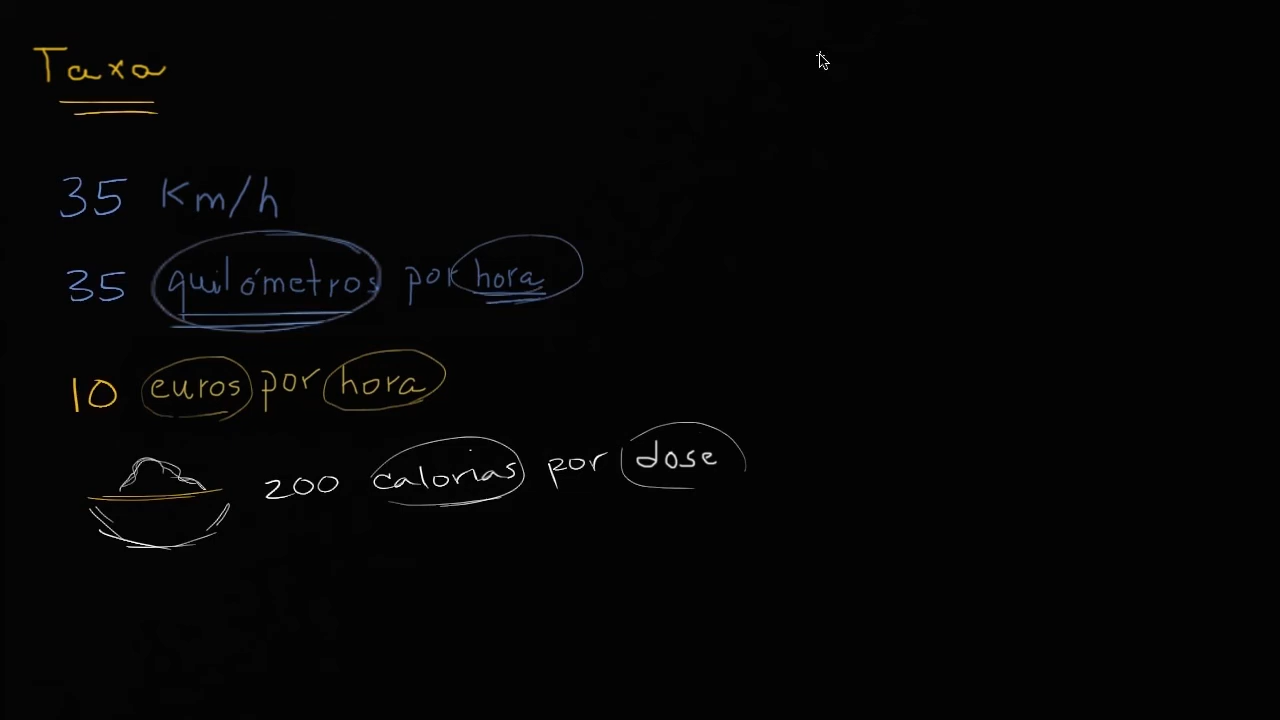 Taxa
35 Km/h
35 quilómetros por hora
10 euros por hora
200 calorias por dose